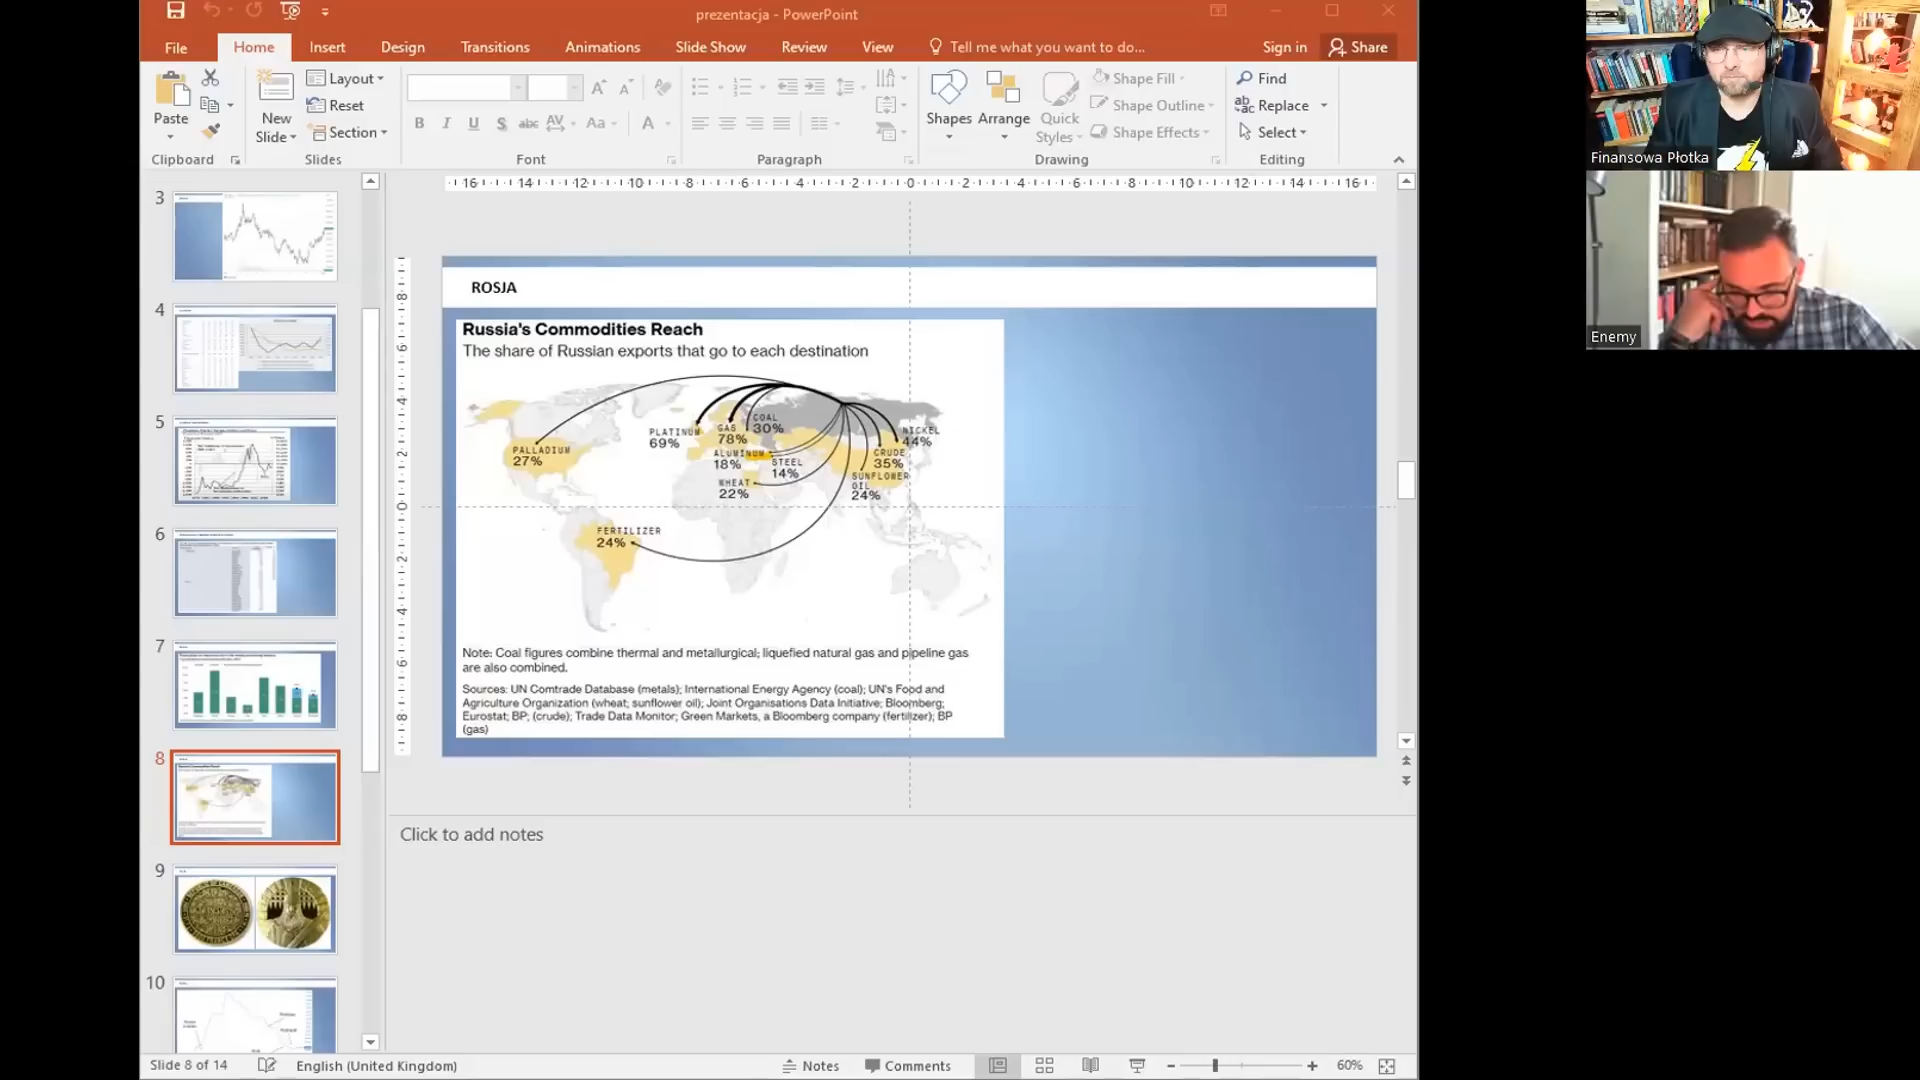 prezentacja - PowerPoint
File
Home
Insert
Design
Transitions
Animations
Slide Show
Review
View
Tell me what you want to do...
Sign in
Share
Paste
New
Slide
Layout
Reset
Section
Shapes
Arrange
Quick
Styles
Shape Fill
Shape Outline
Shape Effects
Find
Replace
Select
Clipboard
Slides
Font
Paragraph
Drawing
Editing
3
4
5
6
7
8
9
10
ROSJA
Russia's Commodities Reach
The share of Russian exports that go to each destination
PALLADIUM
27%
PLATINUM
69%
GAS
78%
COAL
30%
ALUMINUM
18%
STEEL
14%
WHEAT
22%
NICKEL
44%
CRUDE
35%
SUNFLOWER
OIL
24%
FERTILIZER
24%
Note: Coal figures combine thermal and metallurgical; liquefied natural gas and pipeline gas
are also combined.
Sources: UN Comtrade Database (metals); International Energy Agency (coal); UN's Food and
Agriculture Organization (wheat; sunflower oil); Joint Organisations Data Initiative; Bloomberg;
Eurostat; BP; (crude); Trade Data Monitor; Green Markets, a Bloomberg company (fertilizer); BP
(gas)
Click to add notes
Slide 8 of 14
English (United Kingdom)
Notes
Comments
60%
Finansowa Płotka
Enemy